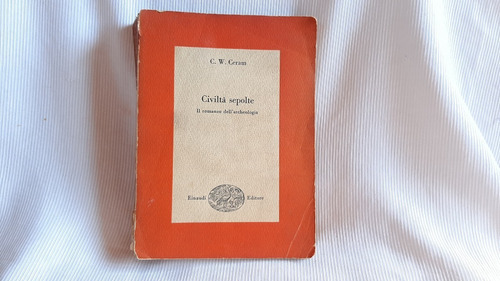 C. W. Ceram
Civiltà sepolte
Il romanzo dell'archeologia
Einaudi Editore